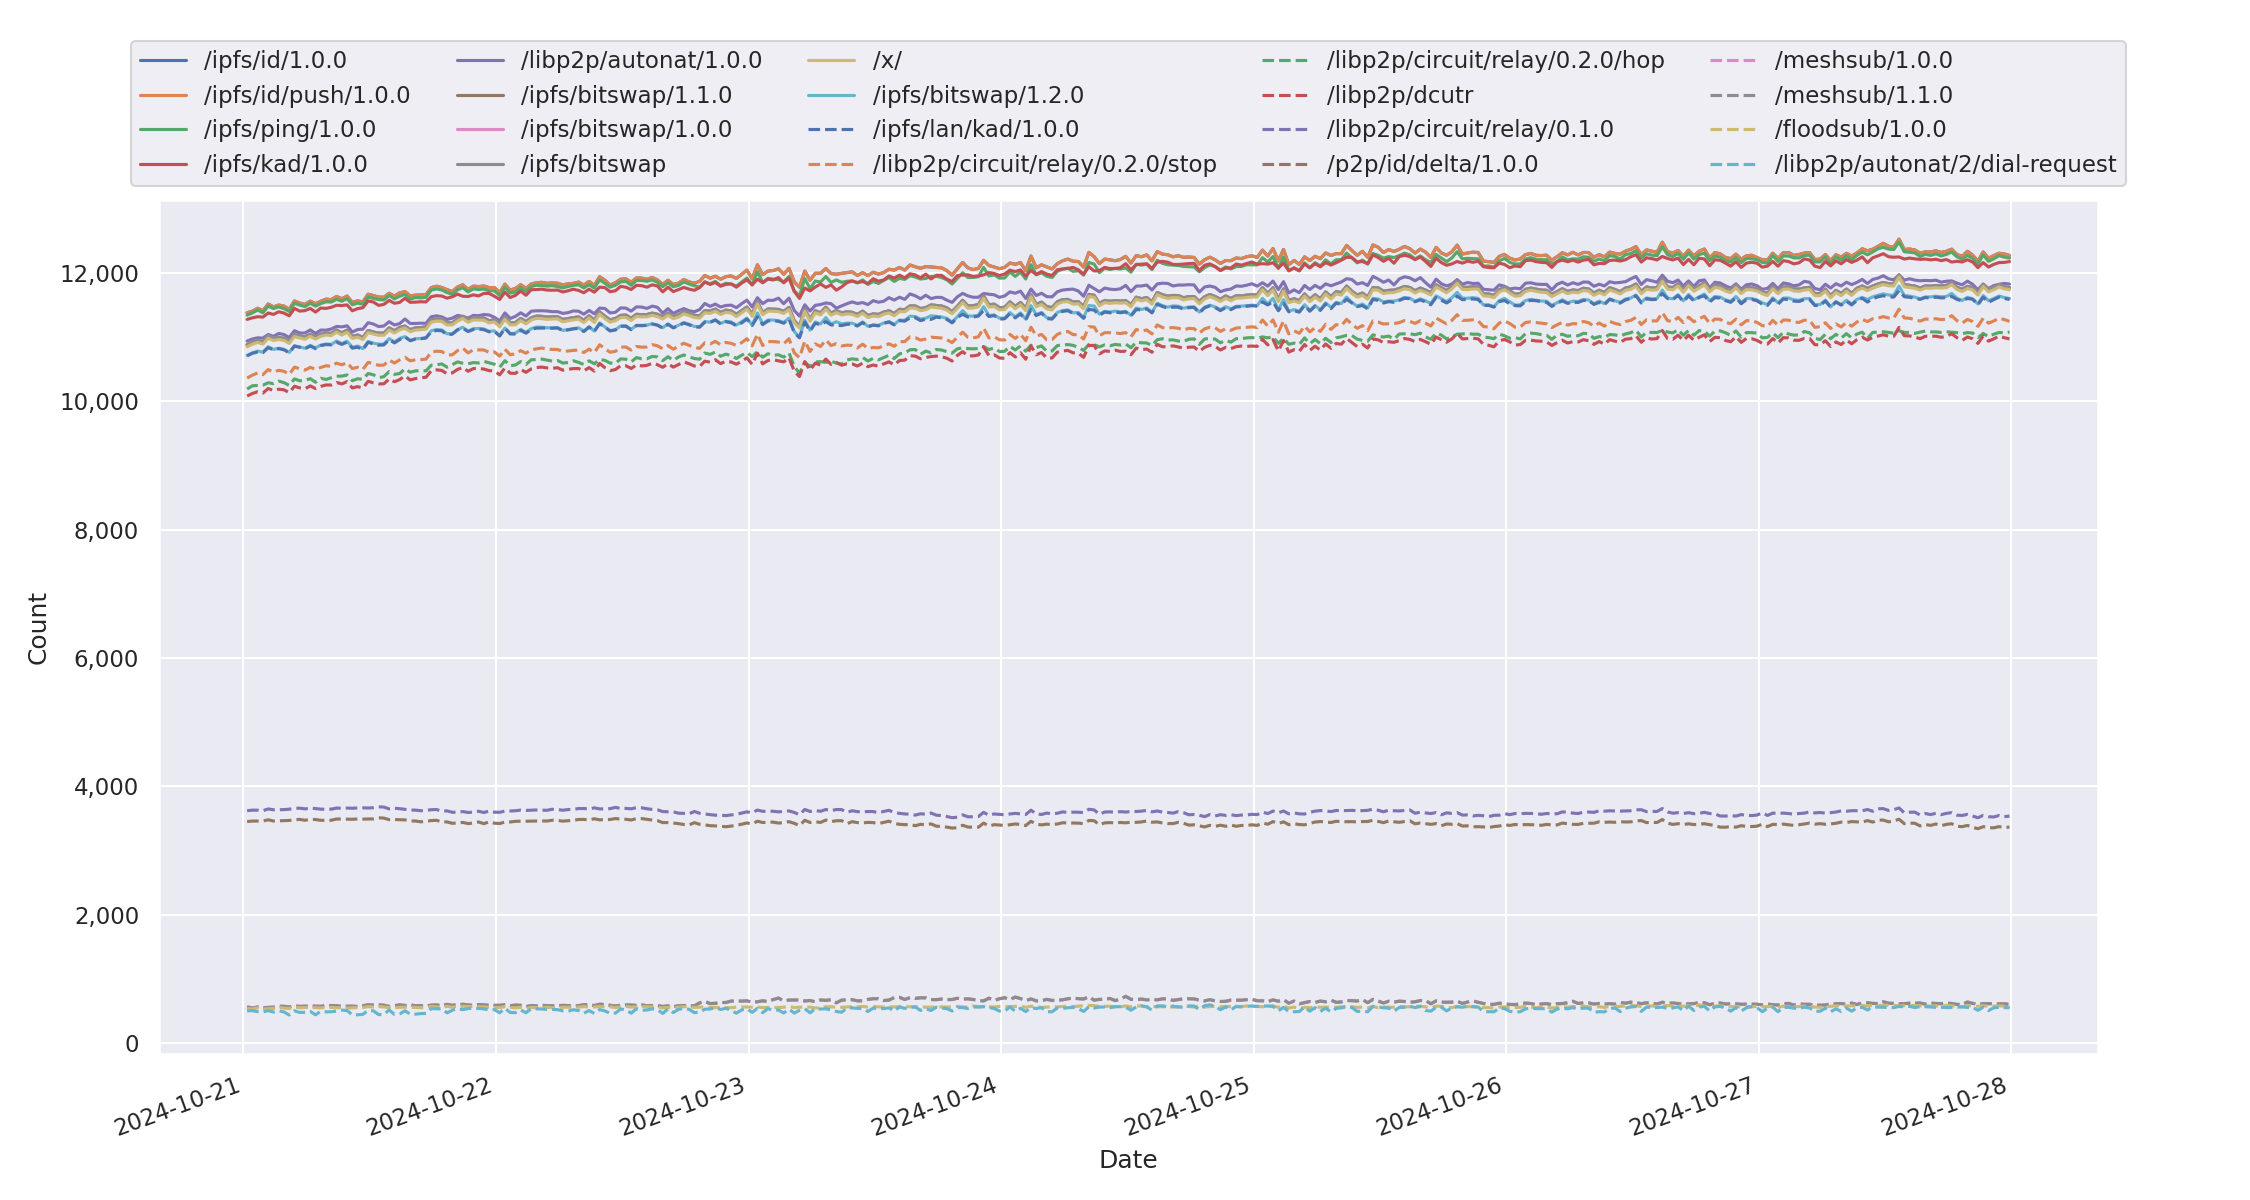 /ipfs/id/1.0.0 /libp2p/autonat/1.0.0 /x/ /libp2p/circuit/relay/0.2.0/hop /meshsub/1.0.0
/ipfs/id/push/1.0.0 /ipfs/bitswap/1.1.0 /ipfs/bitswap/1.2.0 /libp2p/dcutr /meshsub/1.1.0
/ipfs/ping/1.0.0 /ipfs/bitswap/1.0.0 /ipfs/lan/kad/1.0.0 /libp2p/circuit/relay/0.1.0 /floodsub/1.0.0
/ipfs/kad/1.0.0 /ipfs/bitswap /libp2p/circuit/relay/0.2.0/stop /p2p/id/delta/1.0.0 /libp2p/autonat/2/dial-request
12,000
10,000
8,000
6,000
Count
4,000
2,000
0
2024-10-21 2024-10-22 2024-10-23 2024-10-24 2024-10-25 2024-10-26 2024-10-27 2024-10-28
Date